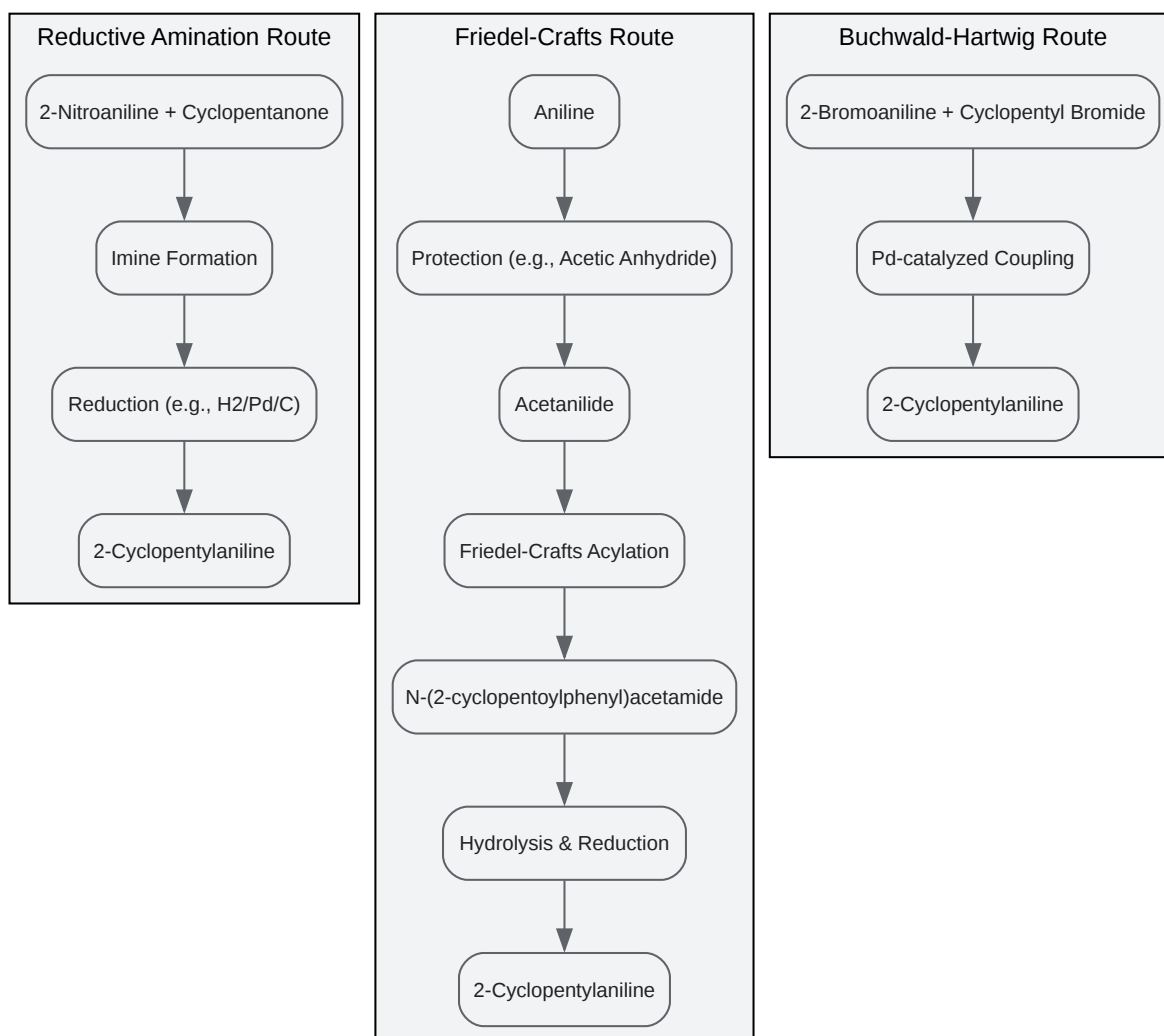 Reductive Amination Route
2-Nitroaniline + Cyclopentanone
Imine Formation
Reduction (e.g., H2/Pd/C)
2-Cyclopentylaniline
Friedel-Crafts Route
Aniline
Protection (e.g., Acetic Anhydride)
Acetanilide
Friedel-Crafts Acylation
N-(2-cyclopentoylphenyl)acetamide
Hydrolysis & Reduction
2-Cyclopentylaniline
Buchwald-Hartwig Route
2-Bromoaniline + Cyclopentyl Bromide
Pd-catalyzed Coupling
2-Cyclopentylaniline